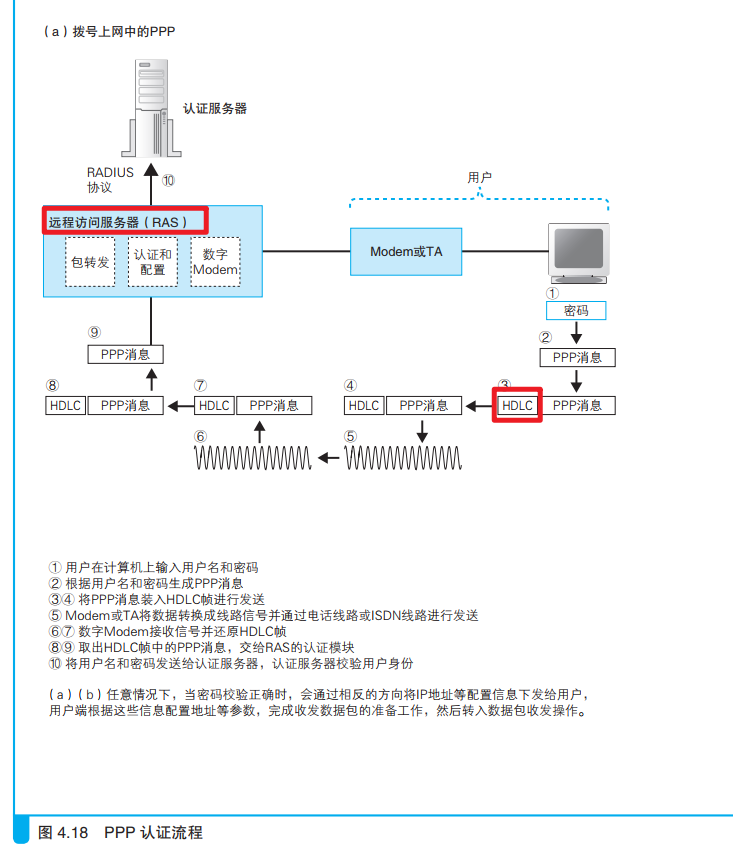 （a）拨号上网中的PPP
认证服务器
RADIUS
协议
⑩
用户
远程访问服务器（RAS）
包转发
认证和
配置
数字
Modem
Modem或TA
①
密码
②
PPP消息
⑨
PPP消息
⑧
HDLC
PPP消息
⑦
HDLC
PPP消息
④
HDLC
PPP消息
③
HDLC
PPP消息
⑥
⑤
① 用户在计算机上输入用户名和密码
② 根据用户名和密码生成PPP消息
③④ 将PPP消息装入HDLC帧进行发送
⑤ Modem或TA将数据转换成线路信号并通过电话线路或ISDN线路进行发送
⑥⑦ 数字Modem接收信号并还原HDLC帧
⑧⑨ 取出HDLC帧中的PPP消息，交给RAS的认证模块
⑩ 将用户名和密码发送给认证服务器，认证服务器校验用户身份
（a）（b）任意情况下，当密码校验正确时，会通过相反的方向将IP地址等配置信息下发给用户，
用户端根据这些信息配置地址等参数，完成收发数据包的准备工作，然后转入数据包收发操作。
图 4.18 PPP 认证流程